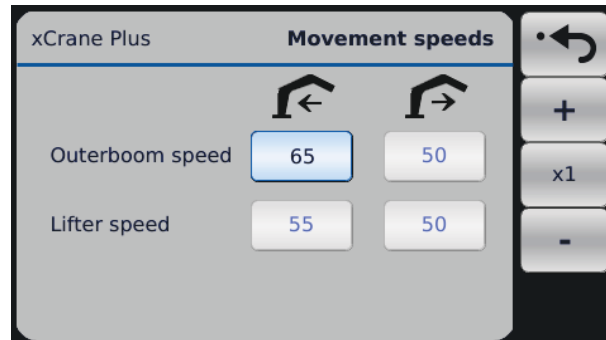 xCrane Plus Movement speeds
+
Outerboom speed 65 50
x1
Lifter speed 55 50
-